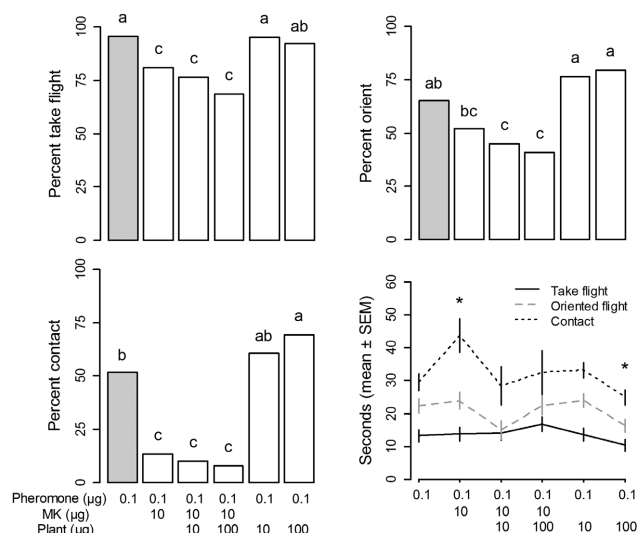 a c c c a ab
Percent take flight
0 25 50 75 100
ab bc c c a a
Percent orient
0 25 50 75 100
b c c c ab a
Percent contact
0 25 50 75 100
Take flight
Oriented flight
Contact
* *
Seconds (mean ± SEM)
0 10 20 30 40 50 60
Pheromone (µg) 0.1 0.1 0.1 0.1 0.1 0.1
MK (µg) 10 10 10
Plant (µg) 10 100 10 100
0.1 0.1 0.1 0.1 0.1 0.1
10 10 10
10 100 10 100